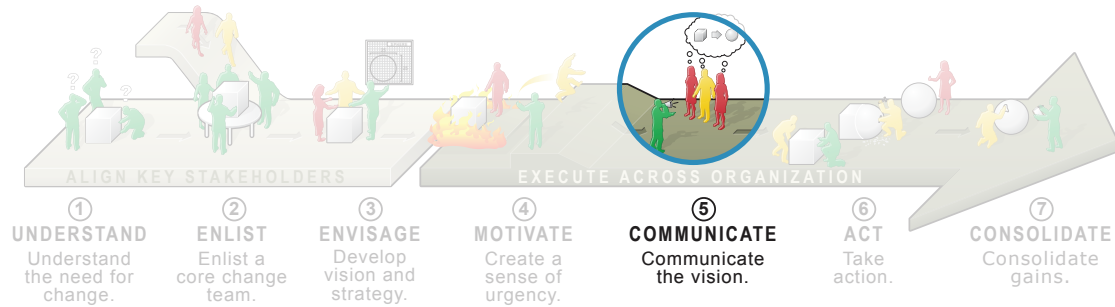 ?
?
?
ALIGN KEY STAKEHOLDERS
EXECUTE ACROSS ORGANIZATION
1
UNDERSTAND
Understand
the need for
change.
2
ENLIST
Enlist a
core change
team.
3
ENVISAGE
Develop
vision and
strategy.
4
MOTIVATE
Create a
sense of
urgency.
5
COMMUNICATE
Communicate
the vision.
6
ACT
Take
action.
7
CONSOLIDATE
Consolidate
gains.